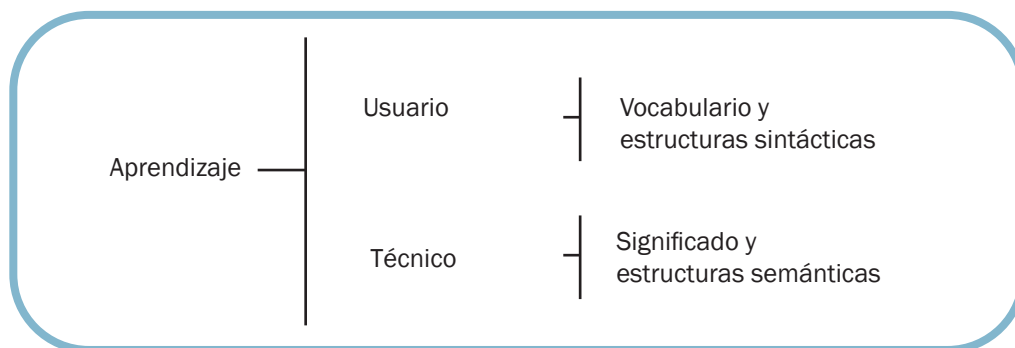 Aprendizaje
Usuario
Vocabulario y
estructuras sintácticas
Técnico
Significado y
estructuras semánticas